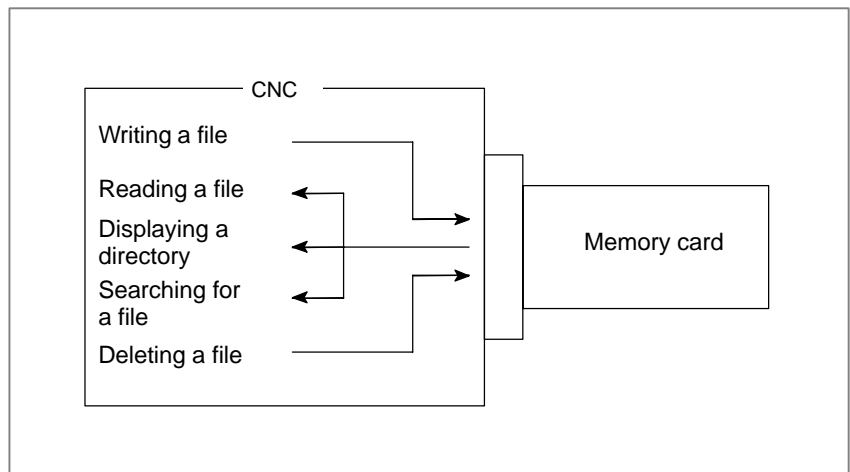 CNC
Writing a file
Reading a file
Displaying a
directory
Searching for
a file
Deleting a file
Memory card